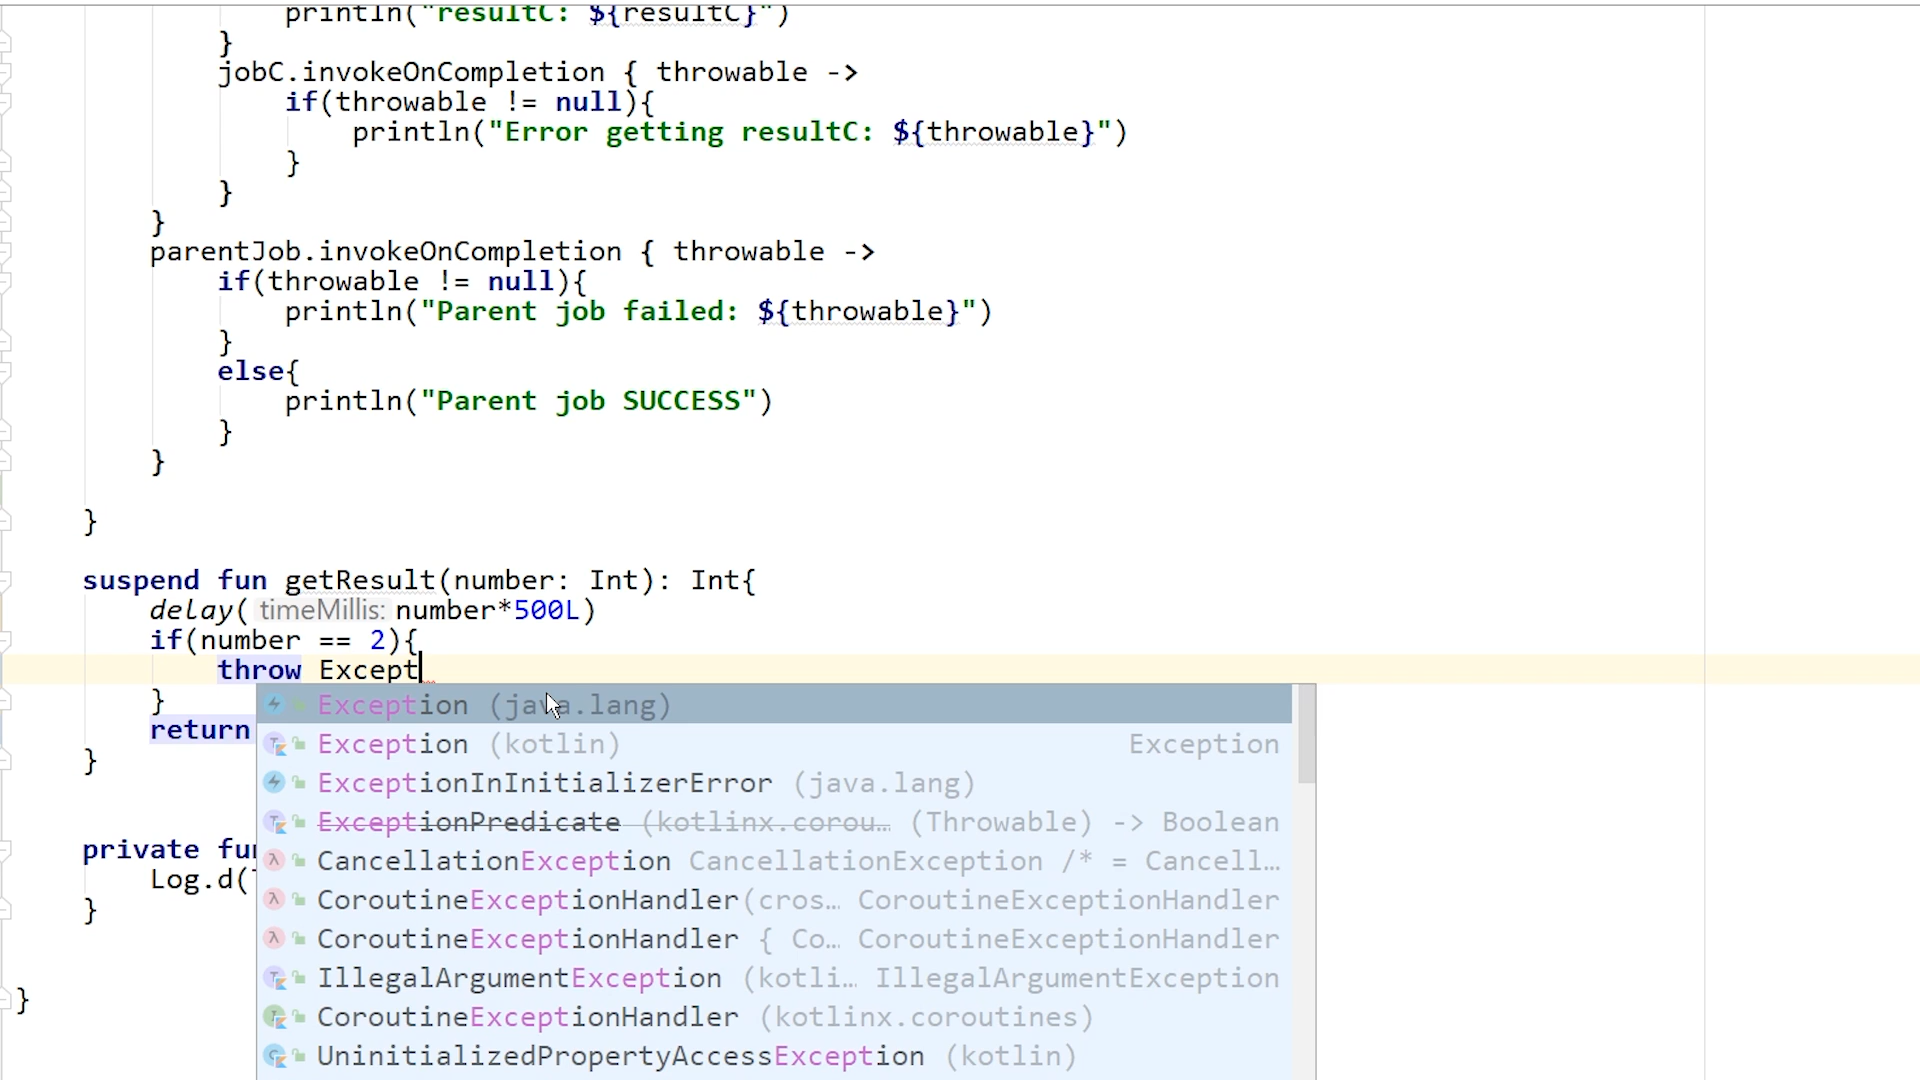 println("resultC: ${resultC}")
}
jobC.invokeOnCompletion { throwable ->
if(throwable != null){
println("Error getting resultC: ${throwable}")
}
}
}
parentJob.invokeOnCompletion { throwable ->
if(throwable != null){
println("Parent job failed: ${throwable}")
}
else{
println("Parent job SUCCESS")
}
}
}
suspend fun getResult(number: Int): Int{
delay( timeMillis: number*500L)
if(number == 2){
throw Except
}
return
}
private fun
Log.d(
}
}
Exception (java.lang)
Exception (kotlin) Exception
ExceptionInInitializerError (java.lang)
ExceptionPredicate (kotlinx.corou… (Throwable) -> Boolean
CancellationException CancellationException /* = Cancell…
CoroutineExceptionHandler(cros… CoroutineExceptionHandler
CoroutineExceptionHandler { Co… CoroutineExceptionHandler
IllegalArgumentException (kotli… IllegalArgumentException
CoroutineExceptionHandler (kotlinx.coroutines)
UninitializedPropertyAccessException (kotlin)